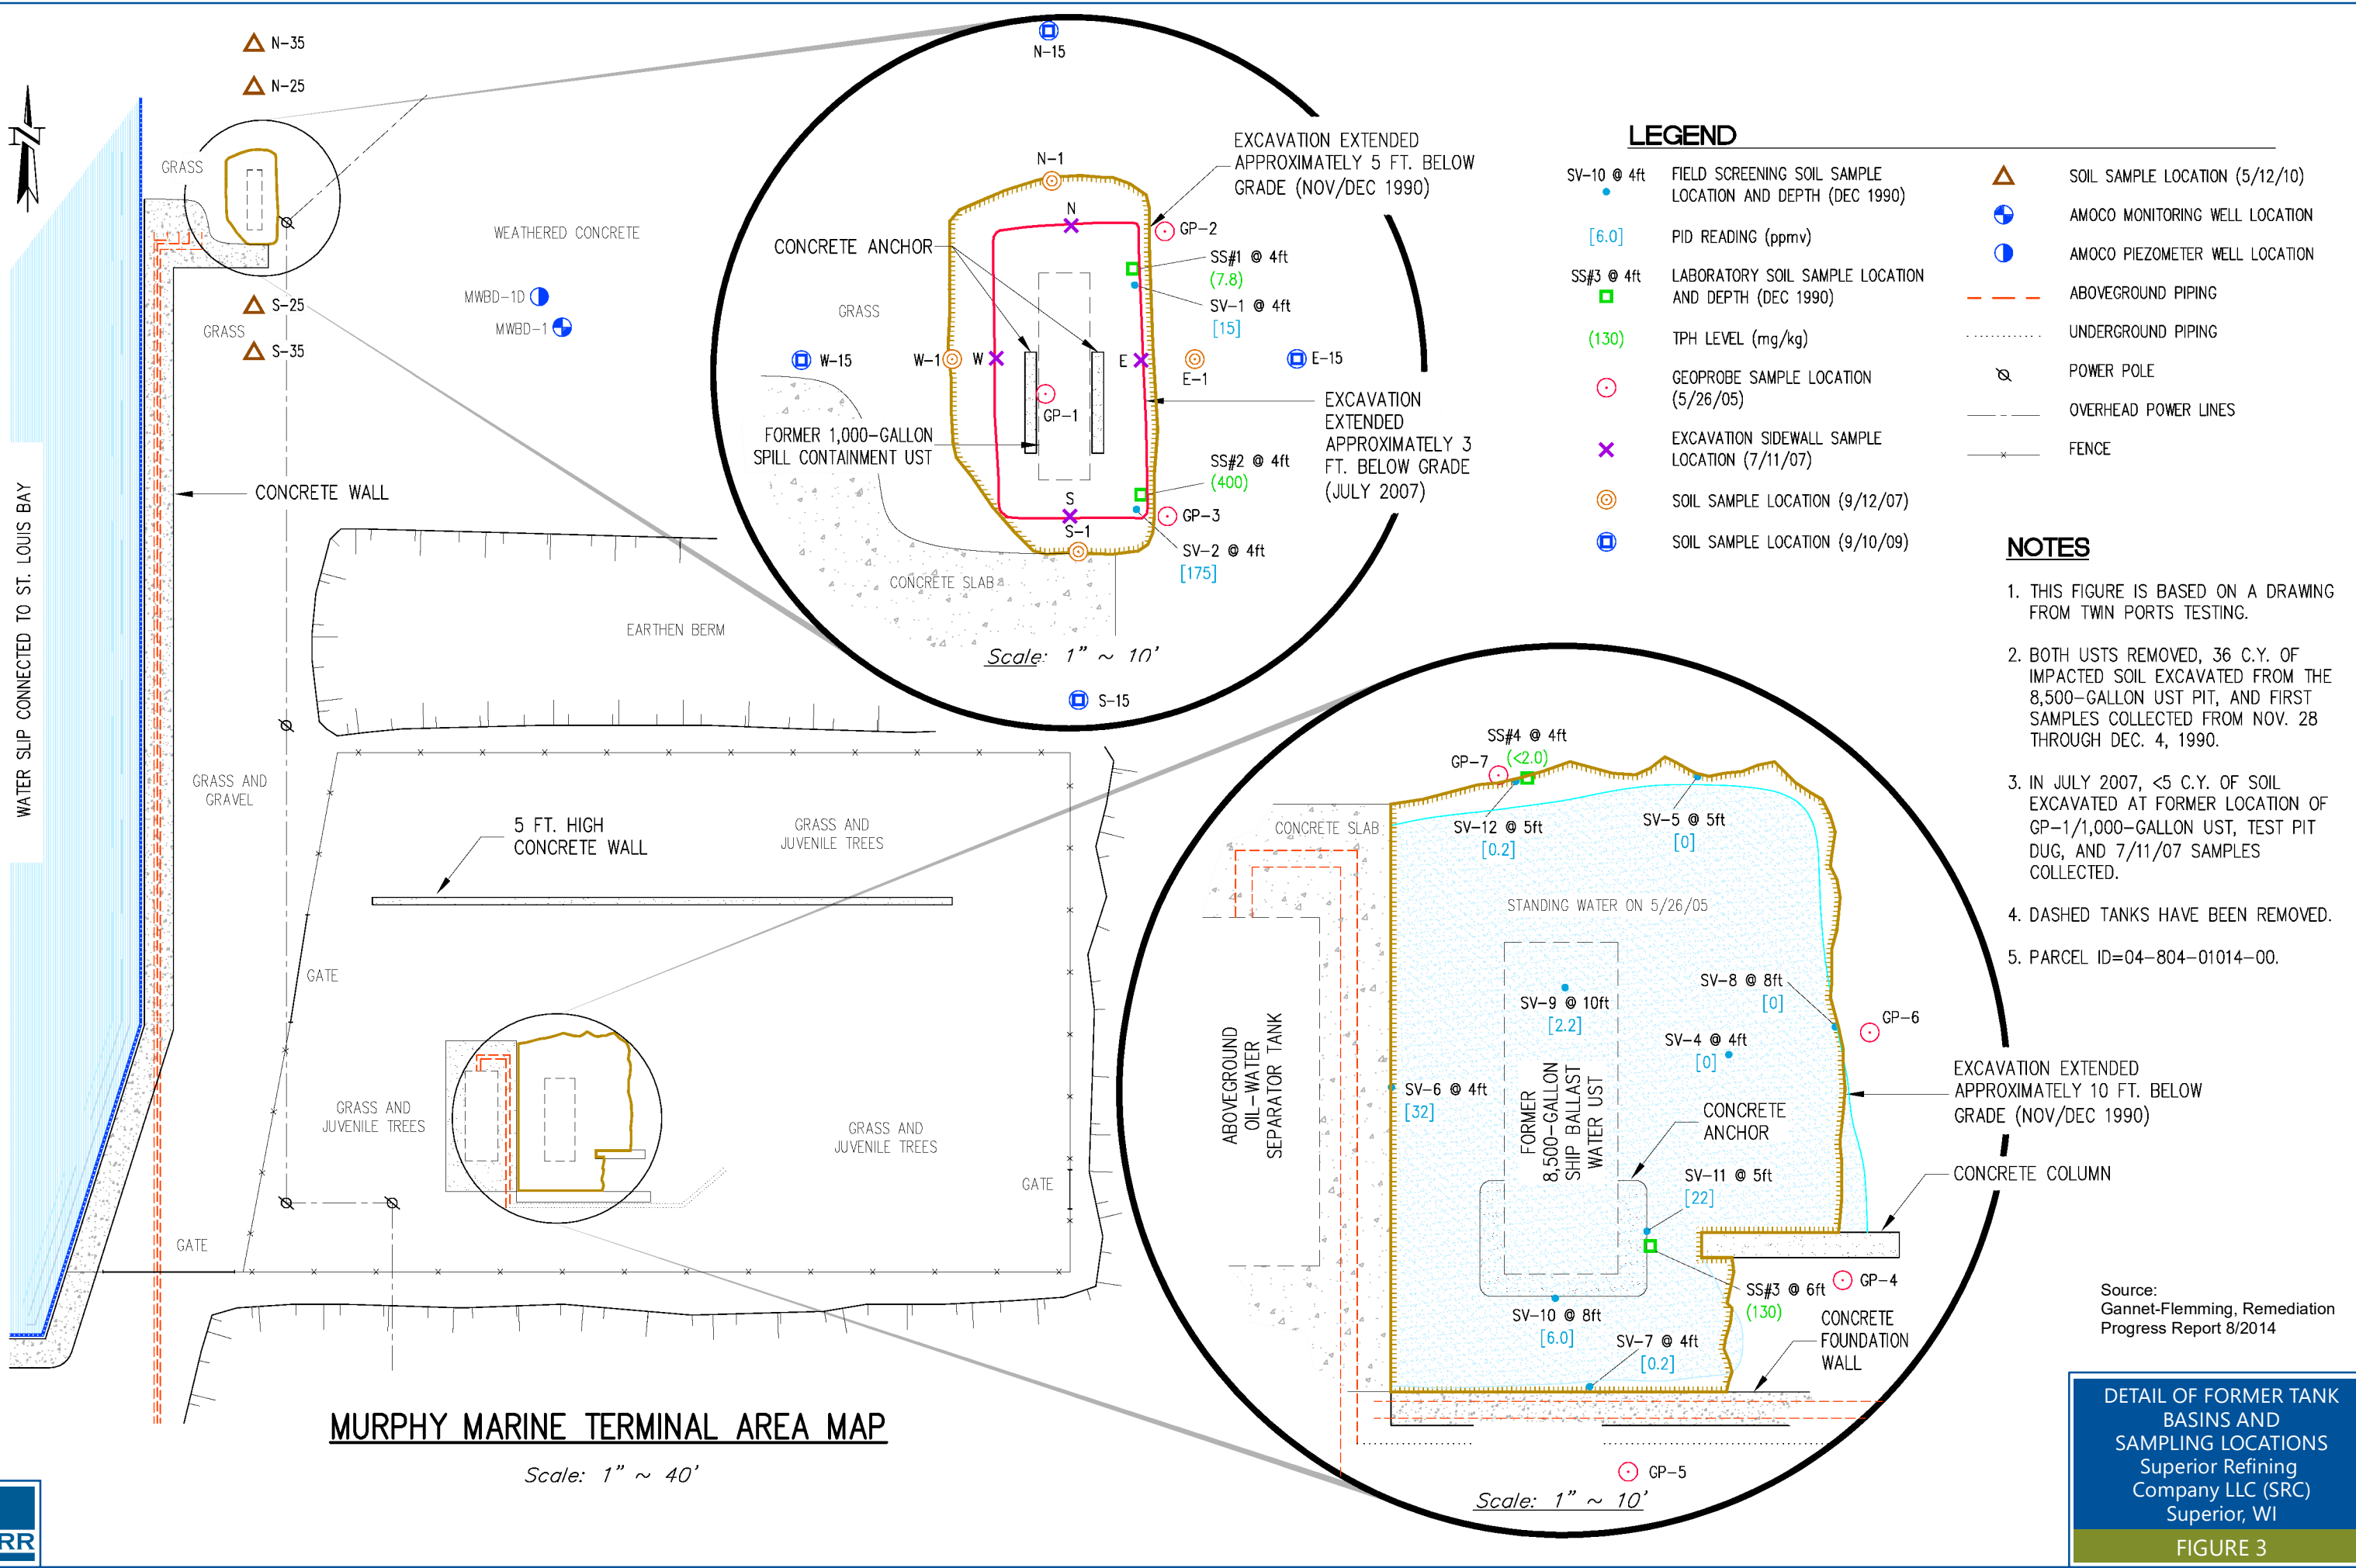 N-35
N-25
N
GRASS
WEATHERED CONCRETE
MWBD-1D
MWBD-1
S-25
GRASS
S-35
WATER SLIP CONNECTED TO ST. LOUIS BAY
CONCRETE WALL
EARTHEN BERM
GRASS AND
GRAVEL
5 FT. HIGH
CONCRETE WALL
GRASS AND
JUVENILE TREES
GATE
GRASS AND
JUVENILE TREES
GRASS AND
JUVENILE TREES
GATE
GATE
MURPHY MARINE TERMINAL AREA MAP
Scale: 1" ~ 40'
RR
N-15
EXCAVATION EXTENDED
APPROXIMATELY 5 FT. BELOW
GRADE (NOV/DEC 1990)
N-1
N
GP-2
CONCRETE ANCHOR
SS#1 @ 4ft
(7.8)
SV-1 @ 4ft
[15]
GRASS
W-15
W-1
W
E
E-1
E-15
GP-1
EXCAVATION
EXTENDED
APPROXIMATELY 3
FT. BELOW GRADE
(JULY 2007)
FORMER 1,000-GALLON
SPILL CONTAINMENT UST
SS#2 @ 4ft
(400)
S
GP-3
S-1
SV-2 @ 4ft
[175]
CONCRETE SLAB
Scale: 1" ~ 10'
S-15
SS#4 @ 4ft
(<2.0)
GP-7
CONCRETE SLAB
SV-12 @ 5ft
[0.2]
SV-5 @ 5ft
[0]
STANDING WATER ON 5/26/05
SV-9 @ 10ft
[2.2]
SV-8 @ 8ft
[0]
GP-6
SV-4 @ 4ft
[0]
ABOVEGROUND
OIL-WATER
SEPARATOR TANK
SV-6 @ 4ft
[32]
FORMER
8,500-GALLON
SHIP BALLAST
WATER UST
CONCRETE
ANCHOR
EXCAVATION EXTENDED
APPROXIMATELY 10 FT. BELOW
GRADE (NOV/DEC 1990)
SV-11 @ 5ft
[22]
CONCRETE COLUMN
SS#3 @ 6ft
(130)
GP-4
SV-10 @ 8ft
[6.0]
SV-7 @ 4ft
[0.2]
CONCRETE
FOUNDATION
WALL
GP-5
Scale: 1" ~ 10'
LEGEND
SV-10 @ 4ft
FIELD SCREENING SOIL SAMPLE
LOCATION AND DEPTH (DEC 1990)
[6.0]
PID READING (ppmv)
SS#3 @ 4ft
LABORATORY SOIL SAMPLE LOCATION
AND DEPTH (DEC 1990)
(130)
TPH LEVEL (mg/kg)
GEOPROBE SAMPLE LOCATION
(5/26/05)
EXCAVATION SIDEWALL SAMPLE
LOCATION (7/11/07)
SOIL SAMPLE LOCATION (9/12/07)
SOIL SAMPLE LOCATION (9/10/09)
SOIL SAMPLE LOCATION (5/12/10)
AMOCO MONITORING WELL LOCATION
AMOCO PIEZOMETER WELL LOCATION
ABOVEGROUND PIPING
UNDERGROUND PIPING
POWER POLE
OVERHEAD POWER LINES
FENCE
NOTES
1. THIS FIGURE IS BASED ON A DRAWING
FROM TWIN PORTS TESTING.
2. BOTH USTS REMOVED, 36 C.Y. OF
IMPACTED SOIL EXCAVATED FROM THE
8,500-GALLON UST PIT, AND FIRST
SAMPLES COLLECTED FROM NOV. 28
THROUGH DEC. 4, 1990.
3. IN JULY 2007, <5 C.Y. OF SOIL
EXCAVATED AT FORMER LOCATION OF
GP-1/1,000-GALLON UST, TEST PIT
DUG, AND 7/11/07 SAMPLES
COLLECTED.
4. DASHED TANKS HAVE BEEN REMOVED.
5. PARCEL ID=04-804-01014-00.
Source:
Gannet-Flemming, Remediation
Progress Report 8/2014
DETAIL OF FORMER TANK
BASINS AND
SAMPLING LOCATIONS
Superior Refining
Company LLC (SRC)
Superior, WI
FIGURE 3